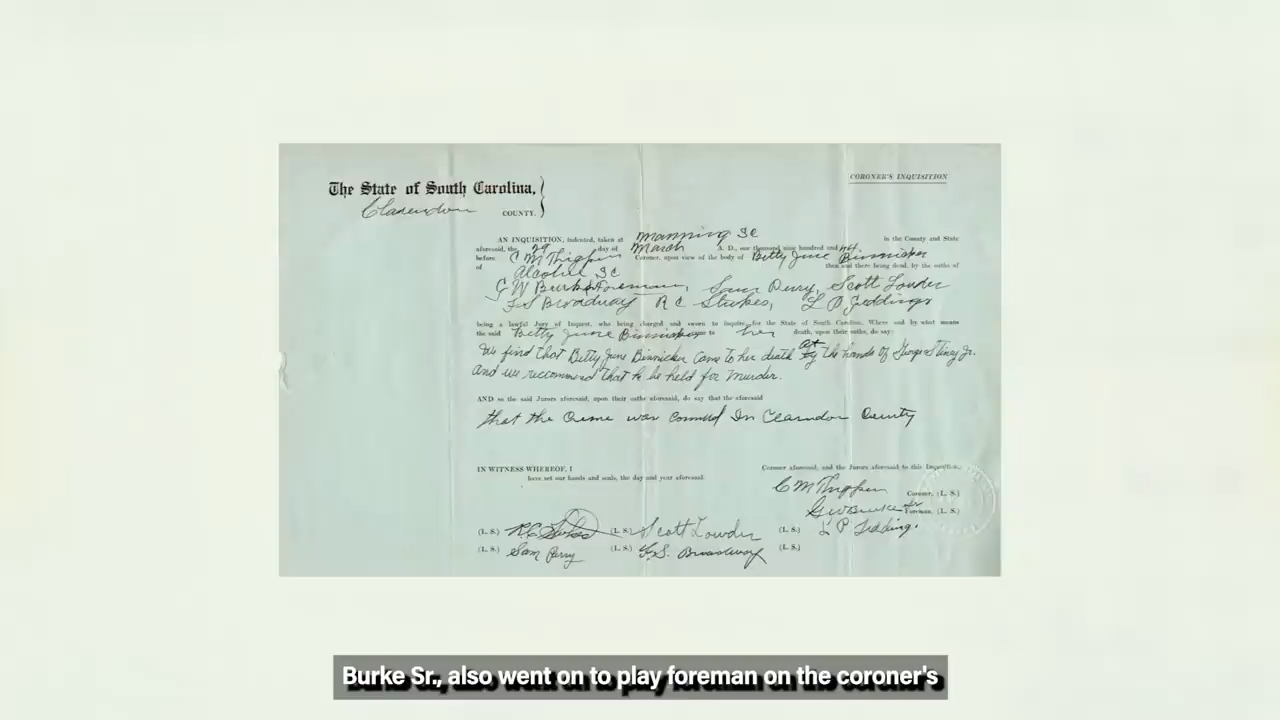 CORONER'S INQUISITION
The State of South Carolina,
Clarendon COUNTY.
AN INQUISITION, indented, taken at Manning SC in the County and State
aforesaid, the 29 day of March A. D., one thousand nine hundred and 44
before C M Thigpen Coroner, upon view of the body of Betty June Binnicker
of Alcohol SC then and there being dead, by the oaths of
G W Burke Foreman, Sam Perry, Scott Lowder
F S Broadway R C Stukes, L P Jeddings
being a lawful Jury of Inquest, who being charged and sworn to inquire, for the State of South Carolina, Where and by what means
the said Betty June Binnicker came to her death, upon their oaths, do say:
We find that Betty June Binnicker came to her death at the hands of George Stiney Jr.
and we recommend that he be held for murder.
AND so the said Jurors aforesaid, upon their oaths aforesaid, do say that the aforesaid
that the Crime was In Clarndon County
IN WITNESS WHEREOF, I Coroner aforesaid, and the Jurors aforesaid to this Inquisition,
have set our hands and seals, the day and year aforesaid.
C M Thigpen Coroner, (L. S.)
G W Burke Sr Foreman, (L. S.)
(L. S.) R C Stukes (L. S.) Scott Lowder (L. S.) L P Jeddings
(L. S.) Sam Perry (L. S.) F. S. Broadway (L. S.)
Burke Sr., also went on to play foreman on the coroner's